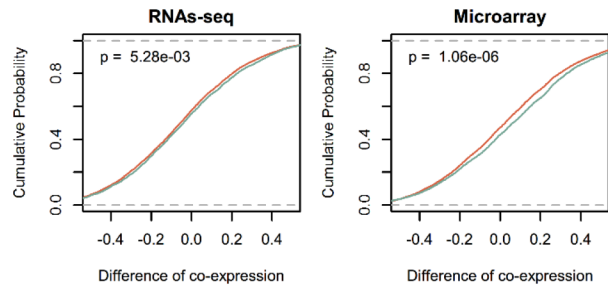 RNAs-seq
Cumulative Probability
0.0 0.4 0.8
p = 5.28e-03
-0.4 -0.2 0.0 0.2 0.4
Difference of co-expression
Microarray
Cumulative Probability
0.0 0.4 0.8
p = 1.06e-06
-0.4 -0.2 0.0 0.2 0.4
Difference of co-expression